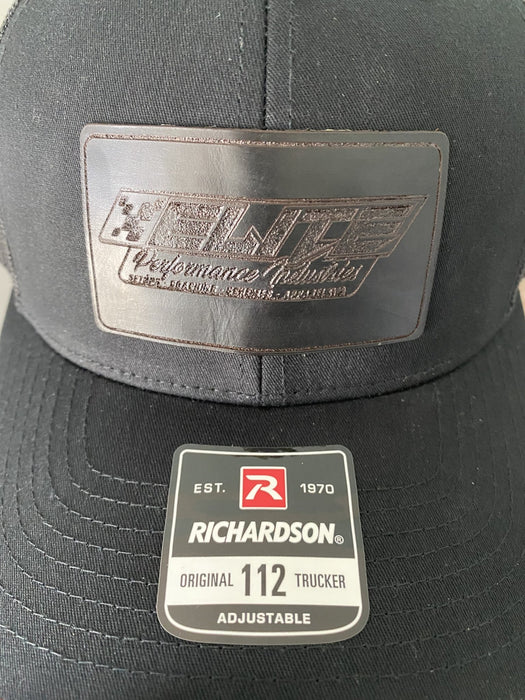 ELITE
Performance Industries
EST. R 1970
RICHARDSON®
ORIGINAL 112 TRUCKER
ADJUSTABLE